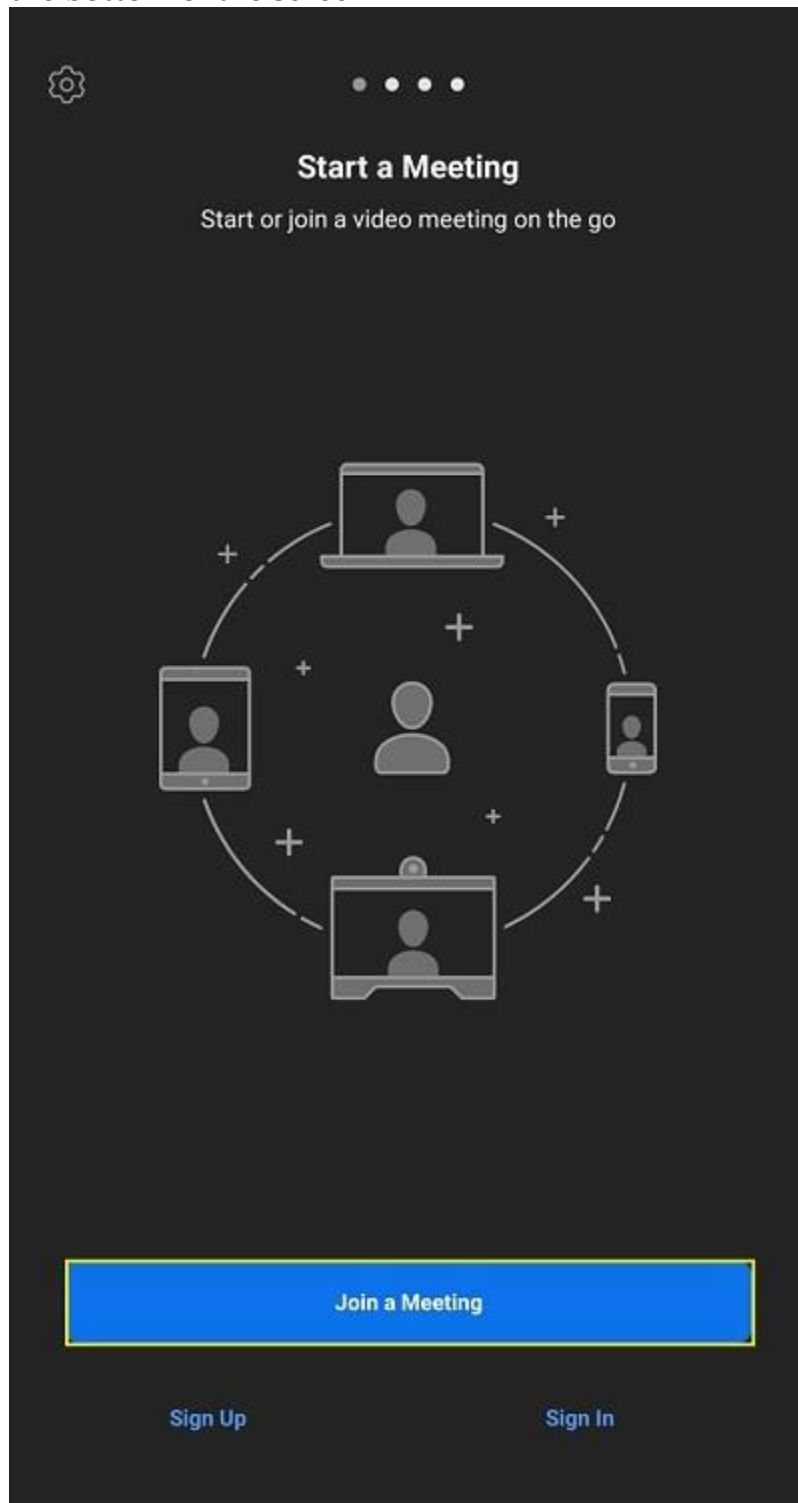 Start a Meeting
Start or join a video meeting on the go
Join a Meeting
Sign Up
Sign In